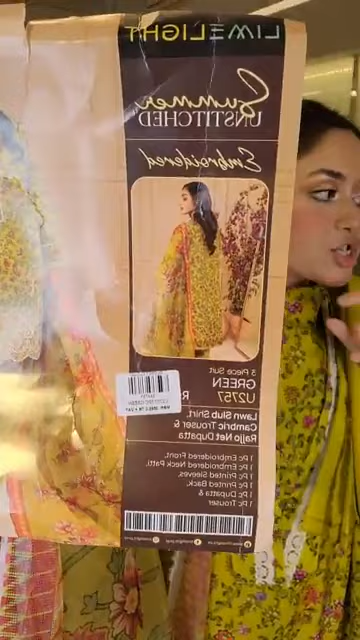 LIMELIGHT
Summer
UNSTITCHED
Embroidered
3 Piece Suit
GREEN
U2757
Lawn Slub Shirt,
Cambric Trouser &
Rajjo Net Dupatta
1 Pc Embroidered Front,
1 Pc Embroidered Neck Patti,
1 Pc Printed Sleeves,
1 Pc Printed Back
1 Pc Dupatta &
1 Pc Trouser